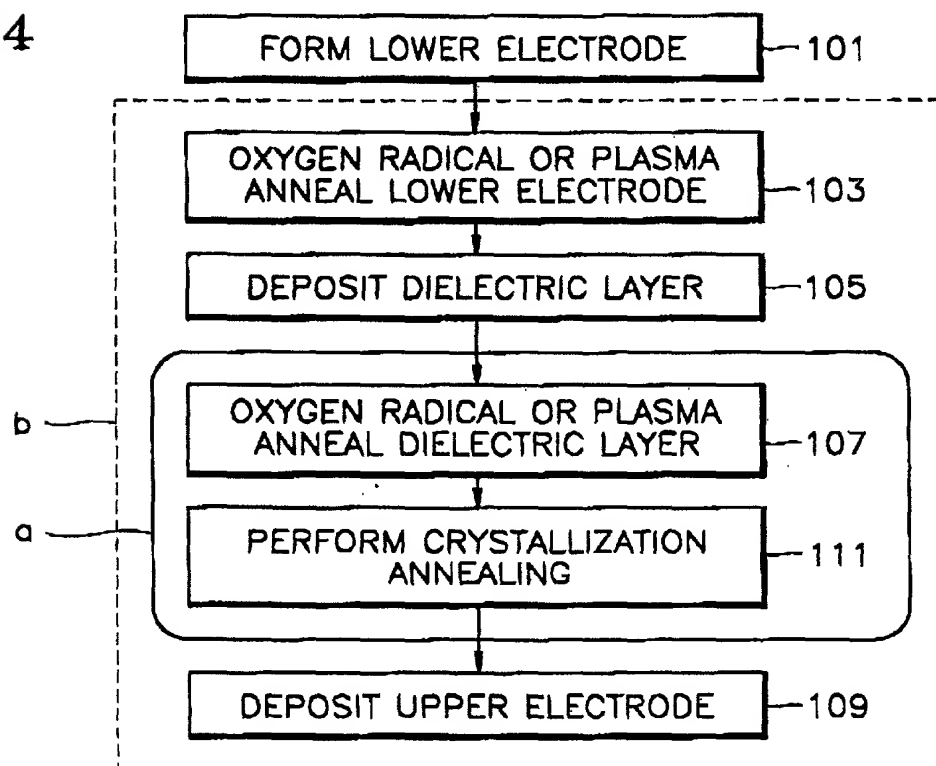 4
FORM LOWER ELECTRODE 101
OXYGEN RADICAL OR PLASMA
ANNEAL LOWER ELECTRODE 103
DEPOSIT DIELECTRIC LAYER 105
OXYGEN RADICAL OR PLASMA
ANNEAL DIELECTRIC LAYER 107
b
a
PERFORM CRYSTALLIZATION
ANNEALING 111
DEPOSIT UPPER ELECTRODE 109